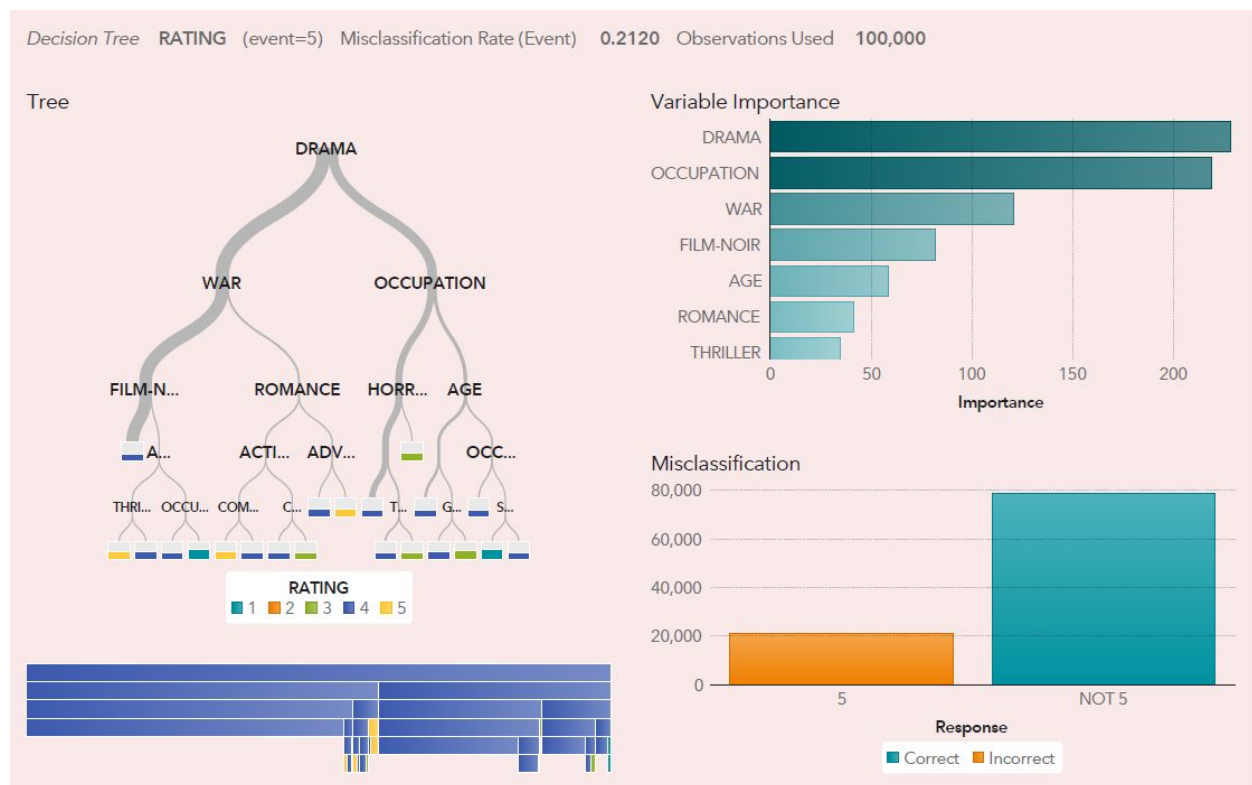 Decision Tree RATING (event=5) Misclassification Rate (Event) 0.2120 Observations Used 100,000
Tree
DRAMA
WAR OCCUPATION
FILM-N... ROMANCE HORR... AGE
A... ACTI... ADV... OCC...
THRI... OCCU... COM... C... T... G... S...
RATING
1 2 3 4 5
Variable Importance
DRAMA
OCCUPATION
WAR
FILM-NOIR
AGE
ROMANCE
THRILLER
0 50 100 150 200
Importance
Misclassification
80,000
60,000
40,000
20,000
0
5 NOT 5
Response
Correct Incorrect